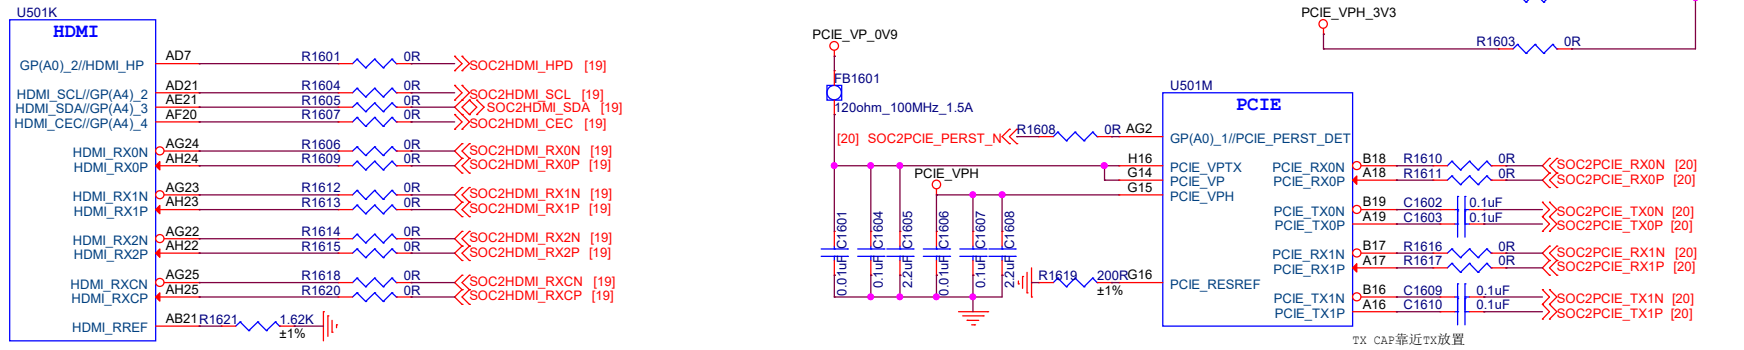 U501K
HDMI
GP(A0)_2//HDMI_HP AD7 R1601 0R SOC2HDMI_HPD [19]
HDMI_SCL//GP(A4)_2 AD21 R1604 0R SOC2HDMI_SCL [19]
HDMI_SDA//GP(A4)_3 AE21 R1605 0R SOC2HDMI_SDA [19]
HDMI_CEC//GP(A4)_4 AF20 R1607 0R SOC2HDMI_CEC [19]
HDMI_RX0N AG24 R1606 0R SOC2HDMI_RX0N [19]
HDMI_RX0P AH24 R1609 0R SOC2HDMI_RX0P [19]
HDMI_RX1N AG23 R1612 0R SOC2HDMI_RX1N [19]
HDMI_RX1P AH23 R1613 0R SOC2HDMI_RX1P [19]
HDMI_RX2N AG22 R1614 0R SOC2HDMI_RX2N [19]
HDMI_RX2P AH22 R1615 0R SOC2HDMI_RX2P [19]
HDMI_RXCN AG25 R1618 0R SOC2HDMI_RXCN [19]
HDMI_RXCP AH25 R1620 0R SOC2HDMI_RXCP [19]
HDMI_RREF AB21 R1621 1.62K
±1%
PCIE_VPH_3V3
R1603 0R
PCIE_VP_0V9
FB1601
120ohm_100MHz_1.5A
[20] SOC2PCIE_PERST_N R1608 0R AG2
PCIE_VPH
H16
G14
G15
C1601 0.01uF
C1604 0.1uF
C1605 2.2uF
C1606 0.01uF
C1607 0.1uF
C1608 2.2uF
R1619 200R G16
±1%
U501M
PCIE
GP(A0)_1//PCIE_PERST_DET
PCIE_VPTX
PCIE_VP
PCIE_VPH
PCIE_RESREF
PCIE_RX0N B18 R1610 0R SOC2PCIE_RX0N [20]
PCIE_RX0P A18 R1611 0R SOC2PCIE_RX0P [20]
PCIE_TX0N B19 C1602 0.1uF SOC2PCIE_TX0N [20]
PCIE_TX0P A19 C1603 0.1uF SOC2PCIE_TX0P [20]
PCIE_RX1N B17 R1616 0R SOC2PCIE_RX1N [20]
PCIE_RX1P A17 R1617 0R SOC2PCIE_RX1P [20]
PCIE_TX1N B16 C1609 0.1uF SOC2PCIE_TX1N [20]
PCIE_TX1P A16 C1610 0.1uF SOC2PCIE_TX1P [20]
TX CAP靠近TX放置